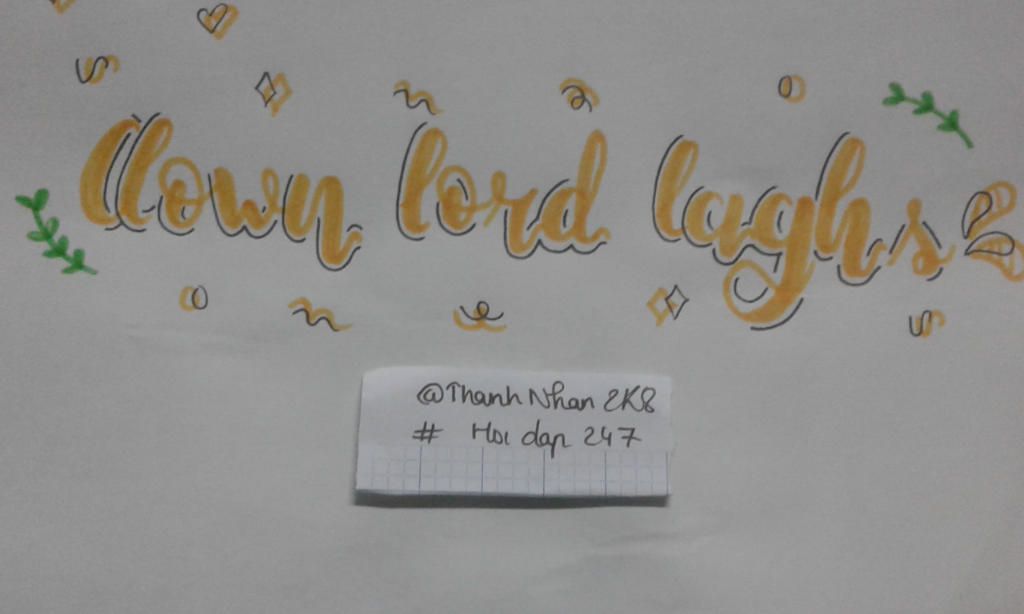 Clown lord laghs
@Thanh Nhan 2K8
# Hoi dap 247